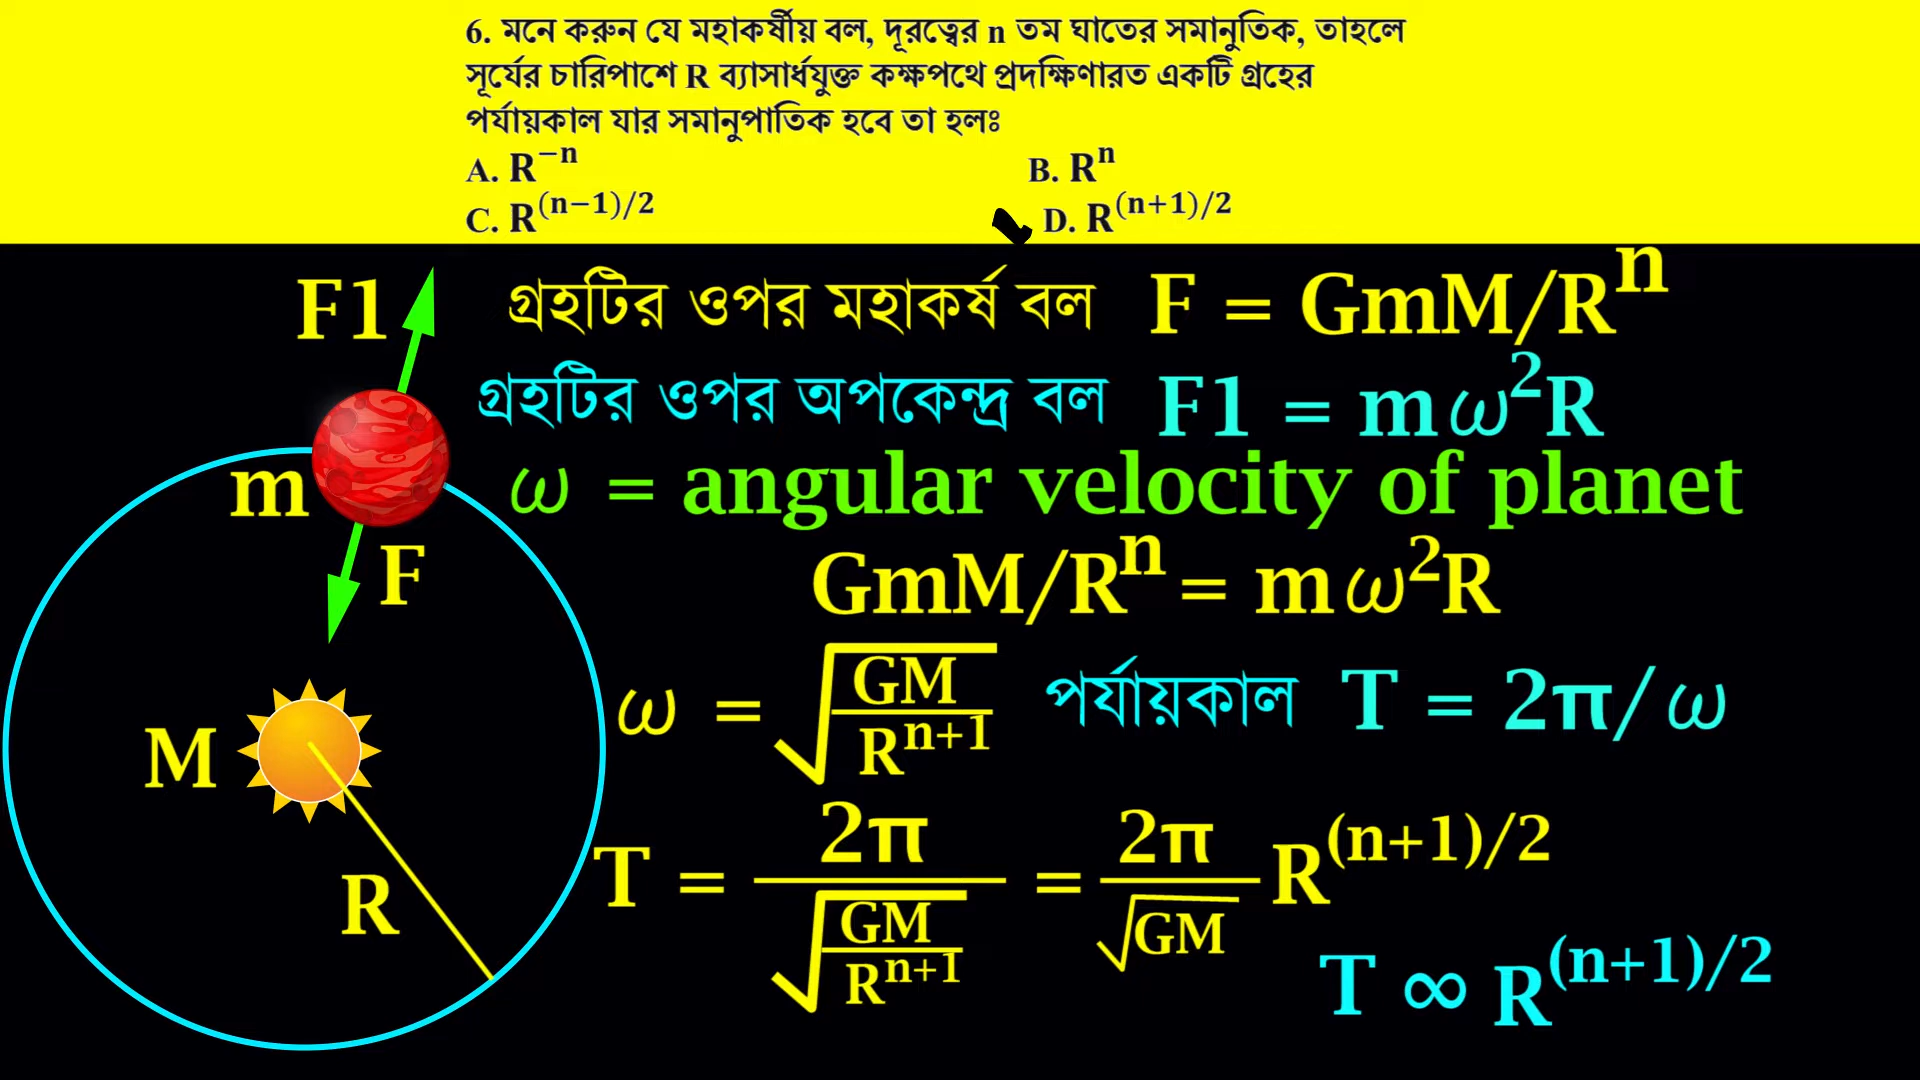 6. মনে করুন যে মহাকর্ষীয় বল, দূরত্বের n তম ঘাতের সমানুতিক, তাহলে
সূর্যের চারিপাশে R ব্যাসার্ধযুক্ত কক্ষপথে প্রদক্ষিণারত একটি গ্রহের
পর্যায়কাল যার সমানুপাতিক হবে তা হলঃ
A. R^−n B. R^n
C. R^(n−1)/2 D. R^(n+1)/2
F1 গ্রহটির ওপর মহাকর্ষ বল F = GmM/R^n
গ্রহটির ওপর অপকেন্দ্র বল F1 = mω²R
m ω = angular velocity of planet
F GmM/R^n = mω²R
M ω = √(GM/R^(n+1)) পর্যায়কাল T = 2π/ω
R T = 2π/√(GM/R^(n+1)) = 2π/√GM R^(n+1)/2
T ∞ R^(n+1)/2